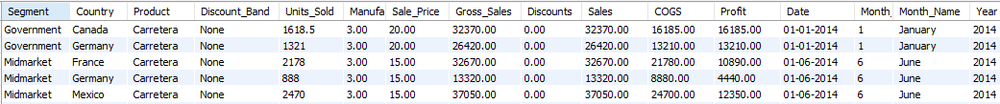 Segment Country Product Discount_Band Units_Sold Manufa Sale_Price Gross_Sales Discounts Sales COGS Profit Date Month_ Month_Name Year
Government Canada Carretera None 1618.5 3.00 20.00 32370.00 0.00 32370.00 16185.00 16185.00 01-01-2014 1 January 2014
Government Germany Carretera None 1321 3.00 20.00 26420.00 0.00 26420.00 13210.00 13210.00 01-01-2014 1 January 2014
Midmarket France Carretera None 2178 3.00 15.00 32670.00 0.00 32670.00 21780.00 10890.00 01-06-2014 6 June 2014
Midmarket Germany Carretera None 888 3.00 15.00 13320.00 0.00 13320.00 8880.00 4440.00 01-06-2014 6 June 2014
Midmarket Mexico Carretera None 2470 3.00 15.00 37050.00 0.00 37050.00 24700.00 12350.00 01-06-2014 6 June 2014